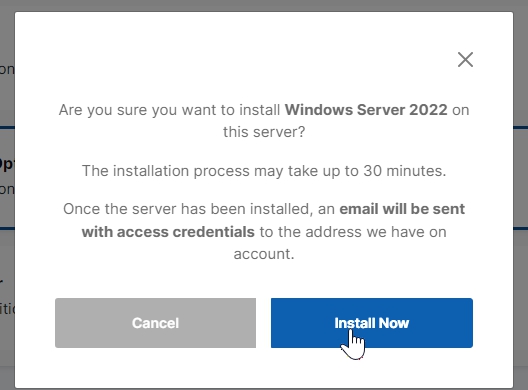 Are you sure you want to install Windows Server 2022 on
this server?
The installation process may take up to 30 minutes.
Once the server has been installed, an email will be sent
with access credentials to the address we have on
account.
Cancel
Install Now